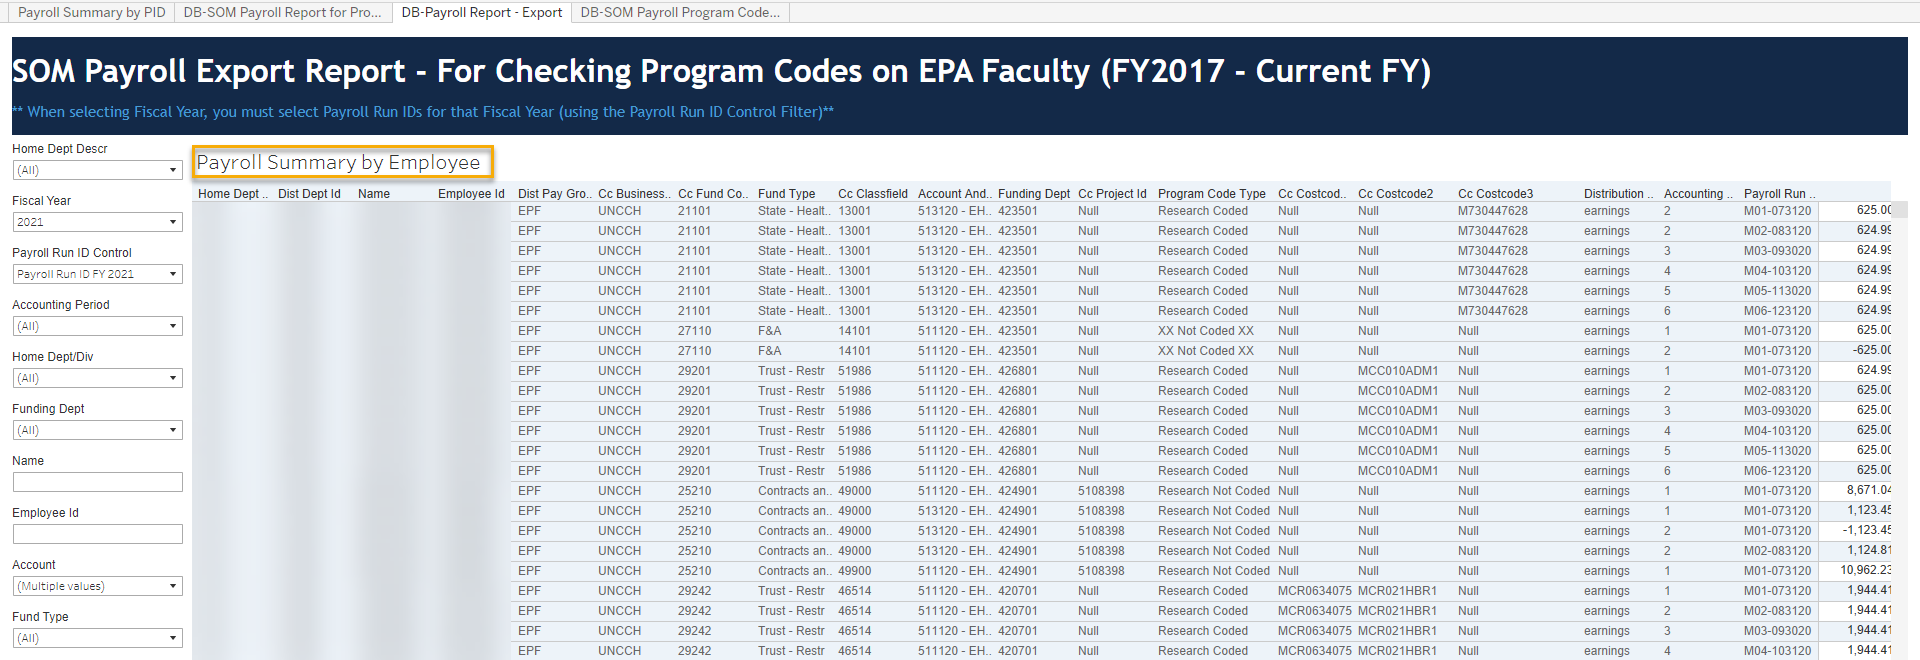 Payroll Summary by PID DB-SOM Payroll Report for Pro... DB-Payroll Report - Export DB-SOM Payroll Program Code...
SOM Payroll Export Report - For Checking Program Codes on EPA Faculty (FY2017 - Current FY)
** When selecting Fiscal Year, you must select Payroll Run IDs for that Fiscal Year (using the Payroll Run ID Control Filter)**
Home Dept Descr
(All)
Fiscal Year
2021
Payroll Run ID Control
Payroll Run ID FY 2021
Accounting Period
(All)
Home Dept/Div
(All)
Funding Dept
(All)
Name
Employee Id
Account
(Multiple values)
Fund Type
(All)
Payroll Summary by Employee
Home Dept .. Dist Dept Id Name Employee Id Dist Pay Gro.. Cc Business.. Cc Fund Co.. Fund Type Cc Classfield Account And.. Funding Dept Cc Project Id Program Code Type Cc Costcod.. Cc Costcode2 Cc Costcode3 Distribution .. Accounting .. Payroll Run ..
EPF UNCCH 21101 State - Healt.. 13001 513120 - EH.. 423501 Null Research Coded Null Null M730447628 earnings 2 M01-073120 625.00
EPF UNCCH 21101 State - Healt.. 13001 513120 - EH.. 423501 Null Research Coded Null Null M730447628 earnings 2 M02-083120 624.99
EPF UNCCH 21101 State - Healt.. 13001 513120 - EH.. 423501 Null Research Coded Null Null M730447628 earnings 3 M03-093020 624.99
EPF UNCCH 21101 State - Healt.. 13001 513120 - EH.. 423501 Null Research Coded Null Null M730447628 earnings 4 M04-103120 624.99
EPF UNCCH 21101 State - Healt.. 13001 513120 - EH.. 423501 Null Research Coded Null Null M730447628 earnings 5 M05-113020 624.99
EPF UNCCH 21101 State - Healt.. 13001 513120 - EH.. 423501 Null Research Coded Null Null M730447628 earnings 6 M06-123120 624.99
EPF UNCCH 27110 F&A 14101 511120 - EH.. 423501 Null XX Not Coded XX Null Null Null earnings 1 M01-073120 625.00
EPF UNCCH 27110 F&A 14101 511120 - EH.. 423501 Null XX Not Coded XX Null Null Null earnings 2 M01-073120 -625.00
EPF UNCCH 29201 Trust - Restr 51986 511120 - EH.. 426801 Null Research Coded Null MCC010ADM1 Null earnings 1 M01-073120 624.99
EPF UNCCH 29201 Trust - Restr 51986 511120 - EH.. 426801 Null Research Coded Null MCC010ADM1 Null earnings 2 M02-083120 625.00
EPF UNCCH 29201 Trust - Restr 51986 511120 - EH.. 426801 Null Research Coded Null MCC010ADM1 Null earnings 3 M03-093020 625.00
EPF UNCCH 29201 Trust - Restr 51986 511120 - EH.. 426801 Null Research Coded Null MCC010ADM1 Null earnings 4 M04-103120 625.00
EPF UNCCH 29201 Trust - Restr 51986 511120 - EH.. 426801 Null Research Coded Null MCC010ADM1 Null earnings 5 M05-113020 625.00
EPF UNCCH 29201 Trust - Restr 51986 511120 - EH.. 426801 Null Research Coded Null MCC010ADM1 Null earnings 6 M06-123120 625.00
EPF UNCCH 25210 Contracts an.. 49000 511120 - EH.. 424901 5108398 Research Not Coded Null Null Null earnings 1 M01-073120 8,671.04
EPF UNCCH 25210 Contracts an.. 49000 513120 - EH.. 424901 5108398 Research Not Coded Null Null Null earnings 1 M01-073120 1,123.45
EPF UNCCH 25210 Contracts an.. 49000 513120 - EH.. 424901 5108398 Research Not Coded Null Null Null earnings 2 M01-073120 -1,123.45
EPF UNCCH 25210 Contracts an.. 49000 513120 - EH.. 424901 5108398 Research Not Coded Null Null Null earnings 2 M02-083120 1,124.81
EPF UNCCH 25210 Contracts an.. 49900 511120 - EH.. 424901 5108398 Research Not Coded Null Null Null earnings 1 M01-073120 10,962.23
EPF UNCCH 29242 Trust - Restr 46514 511120 - EH.. 420701 Null Research Coded MCR0634075 MCR021HBR1 Null earnings 1 M01-073120 1,944.41
EPF UNCCH 29242 Trust - Restr 46514 511120 - EH.. 420701 Null Research Coded MCR0634075 MCR021HBR1 Null earnings 2 M02-083120 1,944.41
EPF UNCCH 29242 Trust - Restr 46514 511120 - EH.. 420701 Null Research Coded MCR0634075 MCR021HBR1 Null earnings 3 M03-093020 1,944.41
EPF UNCCH 29242 Trust - Restr 46514 511120 - EH.. 420701 Null Research Coded MCR0634075 MCR021HBR1 Null earnings 4 M04-103120 1,944.41